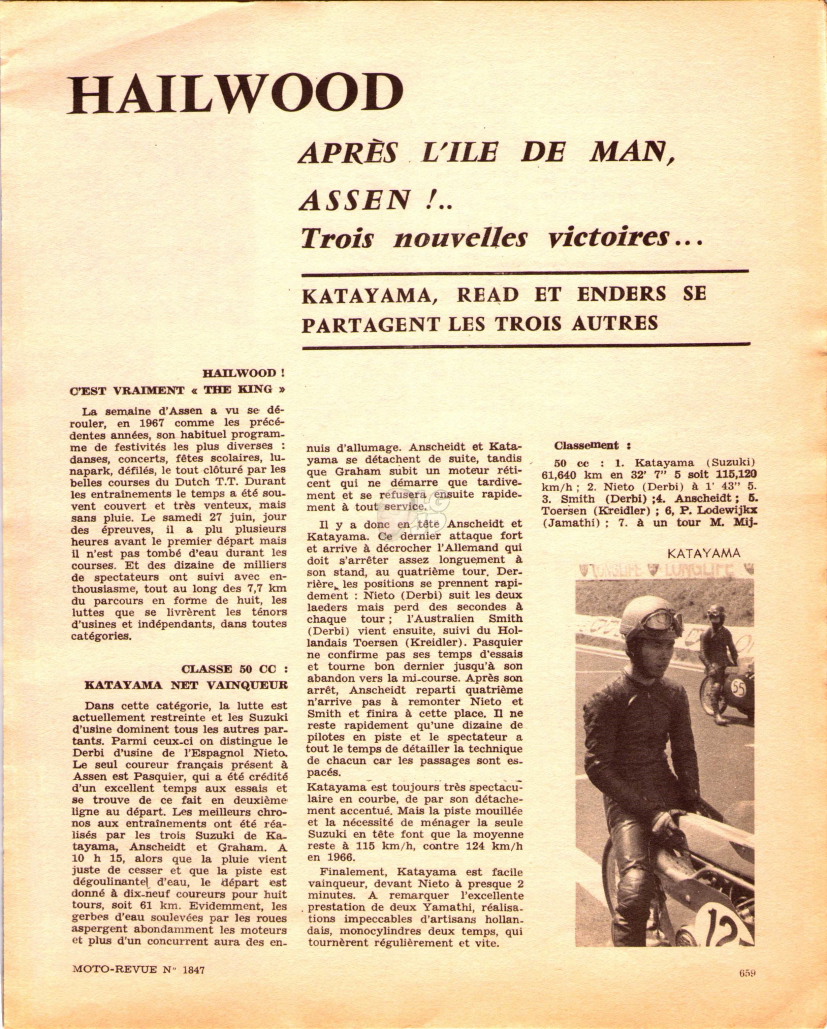 HAILWOOD
APRÈS L'ILE DE MAN,
ASSEN !..
Trois nouvelles victoires...
KATAYAMA, READ ET ENDERS SE
PARTAGENT LES TROIS AUTRES
HAILWOOD !
C'EST VRAIMENT « THE KING »
La semaine d'Assen a vu se dé-
rouler, en 1967 comme les précé-
dentes années, son habituel program-
me de festivités les plus diverses :
danses, concerts, fêtes scolaires, lu-
napark, défilés, le tout clôturé par les
belles courses du Dutch T.T. Durant
les entraînements le temps a été sou-
vent couvert et très venteux, mais
sans pluie. Le samedi 27 juin, jour
des épreuves, il a plu plusieurs
heures avant le premier départ mais
il n'est pas tombé d'eau durant les
courses. Et des dizaine de milliers
de spectateurs ont suivi avec en-
thousiasme, tout au long des 7,7 km
du parcours en forme de huit, les
luttes que se livrèrent les ténors
d'usines et indépendants, dans toutes
catégories.
CLASSE 50 CC :
KATAYAMA NET VAINQUEUR
Dans cette catégorie, la lutte est
actuellement restreinte et les Suzuki
d'usine dominent tous les autres par-
tants. Parmi ceux-ci on distingue le
Derbi d'usine de l'Espagnol Nieto.
Le seul coureur français présent à
Assen est Pasquier, qui a été crédité
d'un excellent temps aux essais et
se trouve de ce fait en deuxième
ligne au départ. Les meilleurs chro-
nos aux entraînements ont été réa-
lisés par les trois Suzuki de Ka-
tayama, Anscheidt et Graham. A
10 h 15, alors que la pluie vient
juste de cesser et que la piste est
dégoulinante d'eau, le départ est
donné à dix-neuf coureurs pour huit
tours, soit 61 km. Evidemment, les
gerbes d'eau soulevées par les roues
aspergent abondamment les moteurs
et plus d'un concurrent aura des en-
nuis d'allumage. Anscheidt et Kata-
yama se détachent de suite, tandis
que Graham subit un moteur réti-
cent qui ne démarre que tardive-
ment et se refusera ensuite rapide-
ment à tout service.
Il y a donc en tête Anscheidt et
Katayama. Ce dernier attaque fort
et arrive à décrocher l'Allemand qui
doit s'arrêter assez longuement à
son stand, au quatrième tour. Der-
rière, les positions se prennent rapi-
dement : Nieto (Derbi) suit les deux
laeders mais perd des secondes à
chaque tour ; l'Australien Smith
(Derbi) vient ensuite, suivi du Hol-
landais Toersen (Kreidler). Pasquier
ne confirme pas ses temps d'essais
et tourne bon dernier jusqu'à son
abandon vers la mi-course. Après son
arrêt, Anscheidt reparti quatrième
n'arrive pas à remonter Nieto et
Smith et finira à cette place. Il ne
reste rapidement qu'une dizaine de
pilotes en piste et le spectateur a
tout le temps de détailler la technique
de chacun car les passages sont es-
pacés.
Katayama est toujours très spectacu-
laire en courbe, de par son détache-
ment accentué. Mais la piste mouillée
et la nécessité de ménager la seule
Suzuki en tête font que la moyenne
reste à 115 km/h, contre 124 km/h
en 1966.
Finalement, Katayama est facile
vainqueur, devant Nieto à presque 2
minutes. A remarquer l'excellente
prestation de deux Yamathi, réalisa-
tions impeccables d'artisans hollan-
dais, monocylindres deux temps, qui
tournèrent régulièrement et vite.
Classement :
50 cc : 1. Katayama (Suzuki)
61,640 km en 32' 7" 5 soit 115,120
km/h ; 2. Nieto (Derbi) à 1' 43" 5.
3. Smith (Derbi) ;4. Anscheidt ; 5.
Toersen (Kreidler) ; 6, P. Lodewijkx
(Jamathi) ; 7. à un tour M. Mij-
KATAYAMA
LONGLIFE LONGLIFE
55
12
MOTO-REVUE N° 1847
659